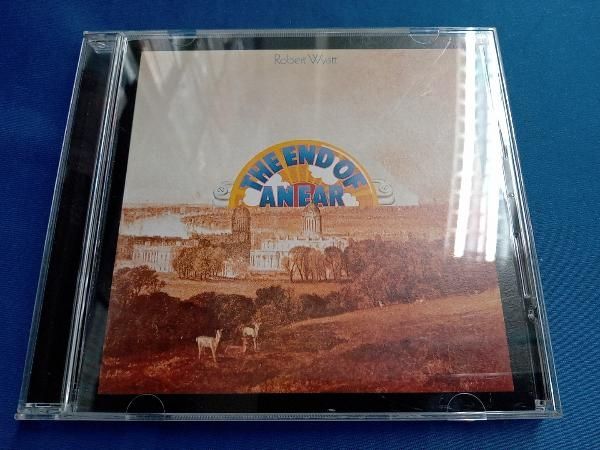 Robert Wyatt
THE END OF
AN EAR